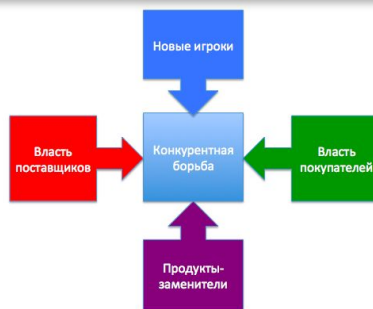 Новые игроки
Власть
поставщиков
Конкурентная
борьба
Власть
покупателей
Продукты-
заменители